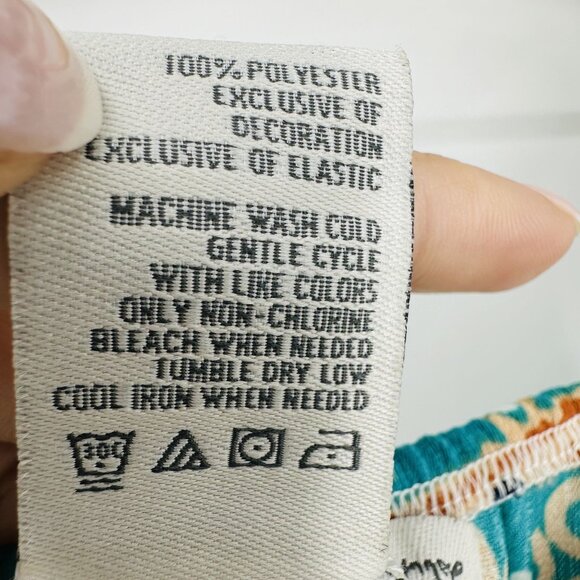 100% POLYESTER
EXCLUSIVE OF
DECORATION
EXCLUSIVE OF ELASTIC
MACHINE WASH COLD
GENTLE CYCLE
WITH LIKE COLORS
ONLY NON-CHLORINE
BLEACH WHEN NEEDED
TUMBLE DRY LOW
COOL IRON WHEN NEEDED
30C